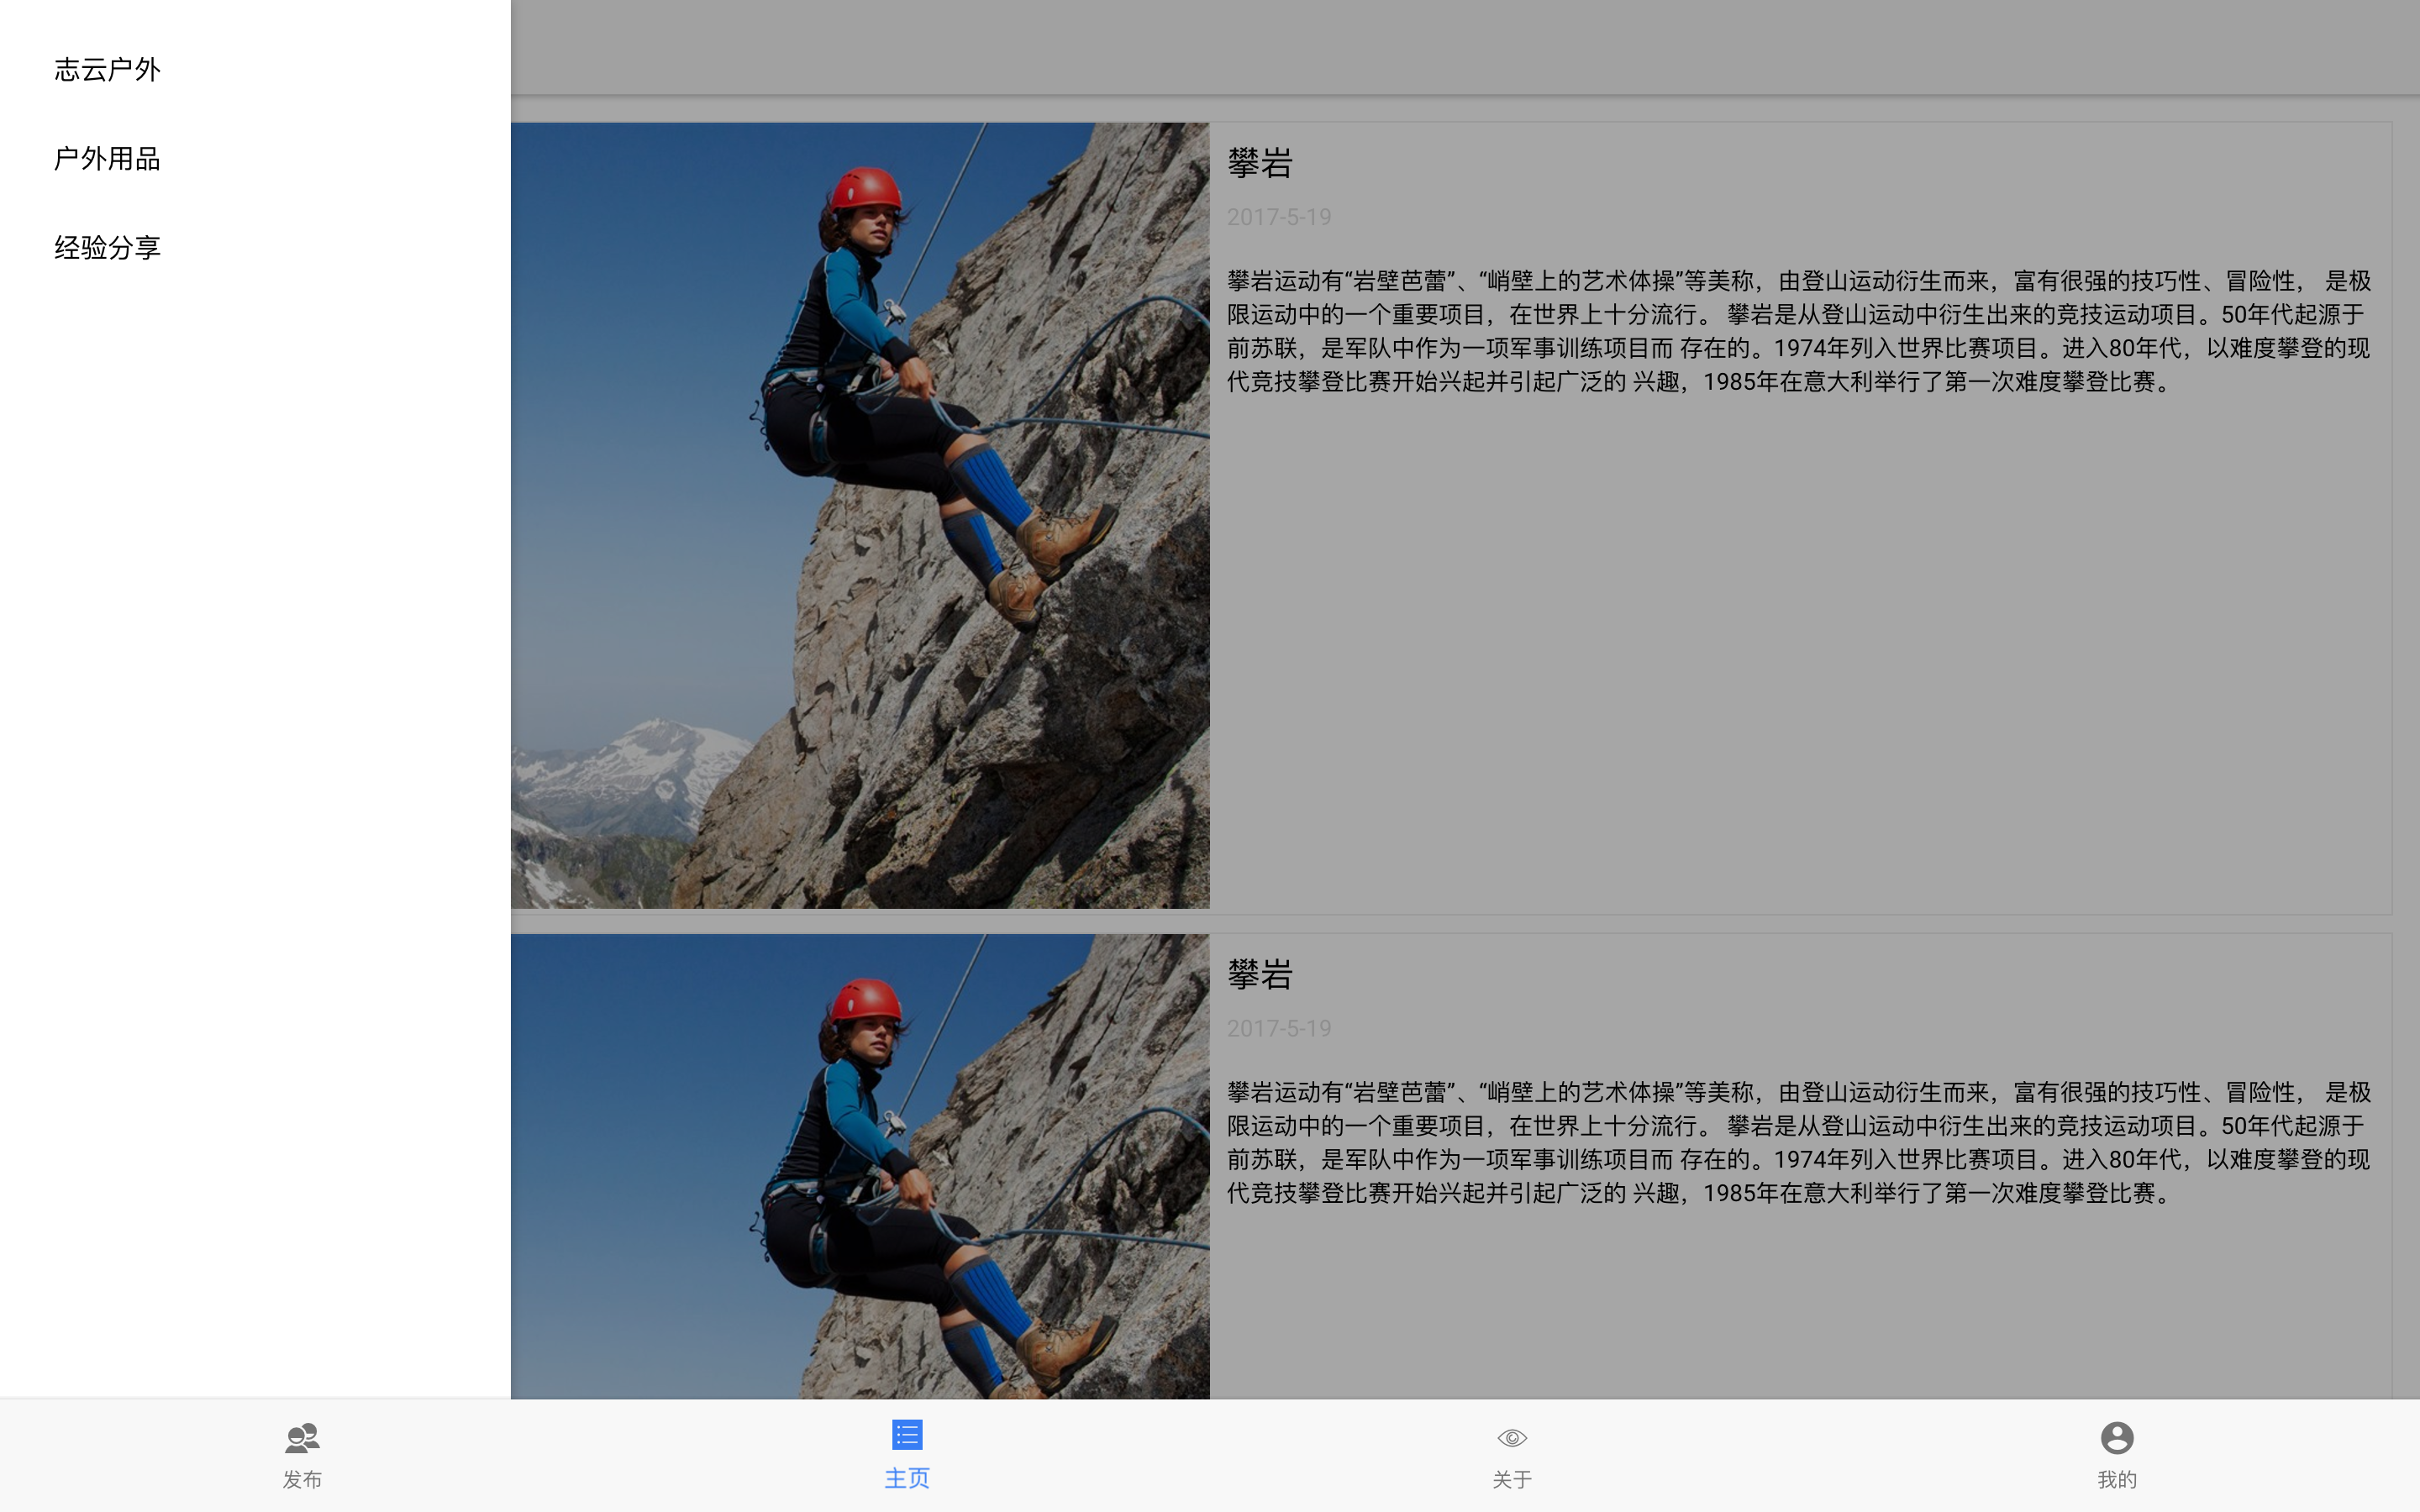 志云户外
户外用品
经验分享
攀岩
2017-5-19
攀岩运动有“岩壁芭蕾”、“峭壁上的艺术体操”等美称，由登山运动衍生而来，富有很强的技巧性、冒险性， 是极
限运动中的一个重要项目，在世界上十分流行。 攀岩是从登山运动中衍生出来的竞技运动项目。50年代起源于
前苏联，是军队中作为一项军事训练项目而 存在的。1974年列入世界比赛项目。进入80年代，以难度攀登的现
代竞技攀登比赛开始兴起并引起广泛的 兴趣，1985年在意大利举行了第一次难度攀登比赛。
攀岩
2017-5-19
攀岩运动有“岩壁芭蕾”、“峭壁上的艺术体操”等美称，由登山运动衍生而来，富有很强的技巧性、冒险性， 是极
限运动中的一个重要项目，在世界上十分流行。 攀岩是从登山运动中衍生出来的竞技运动项目。50年代起源于
前苏联，是军队中作为一项军事训练项目而 存在的。1974年列入世界比赛项目。进入80年代，以难度攀登的现
代竞技攀登比赛开始兴起并引起广泛的 兴趣，1985年在意大利举行了第一次难度攀登比赛。
发布
主页
关于
我的